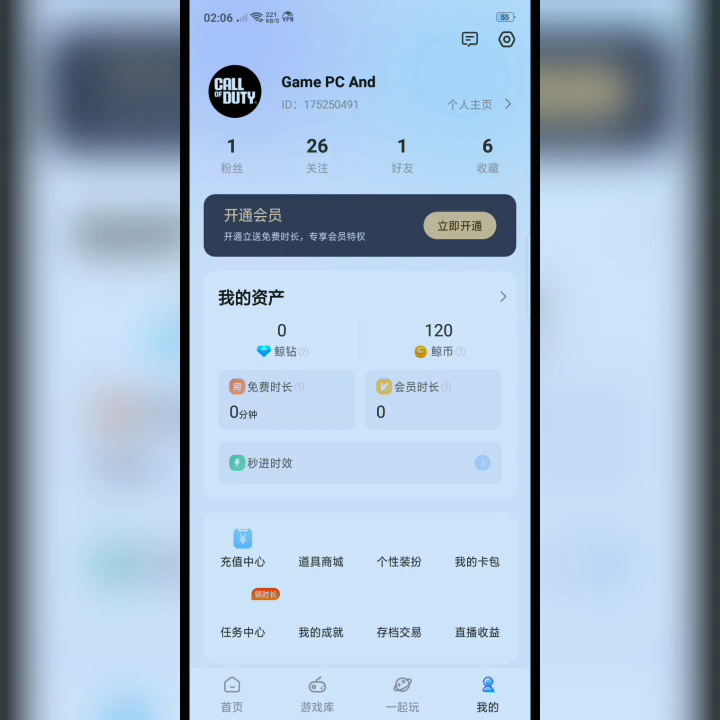 02:06 221 KB/S VPN 55
CALL OF DUTY
Game PC And
ID: 175250491 个人主页
1 26 1 6
粉丝 关注 好友 收藏
开通会员
开通立送免费时长，专享会员特权
立即开通
我的资产
0 120
鲸钻 ? 鲸币 ?
免费时长 ? 会员时长 ?
0分钟 0
秒进时效
充值中心 道具商城 个性装扮 我的卡包
领时长
任务中心 我的成就 存档交易 直播收益
首页 游戏库 一起玩 我的